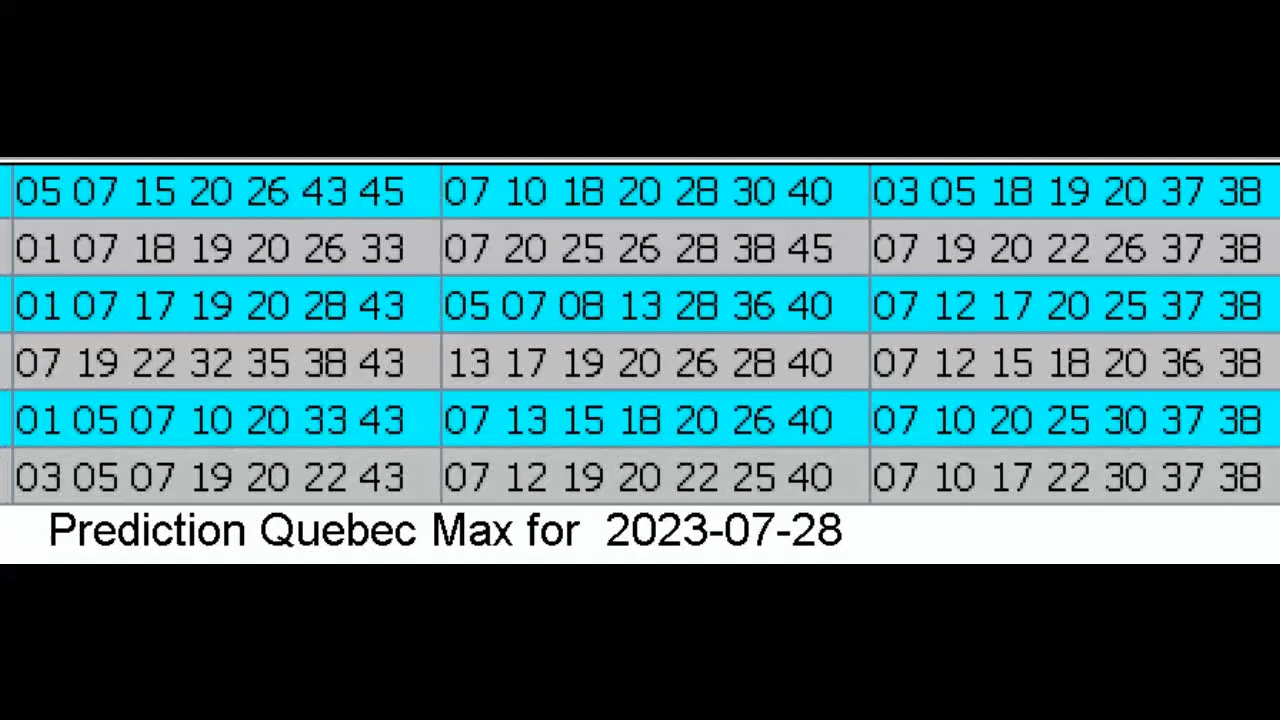 05 07 15 20 26 43 45 07 10 18 20 28 30 40 03 05 18 19 20 37 38
01 07 18 19 20 26 33 07 20 25 26 28 38 45 07 19 20 22 26 37 38
01 07 17 19 20 28 43 05 07 08 13 28 36 40 07 12 17 20 25 37 38
07 19 22 32 35 38 43 13 17 19 20 26 28 40 07 12 15 18 20 36 38
01 05 07 10 20 33 43 07 13 15 18 20 26 40 07 10 20 25 30 37 38
03 05 07 19 20 22 43 07 12 19 20 22 25 40 07 10 17 22 30 37 38
Prediction Quebec Max for 2023-07-28